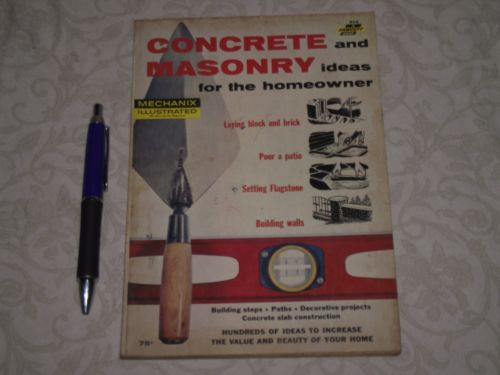 CONCRETE and
MASONRY ideas
for the homeowner
MECHANIX
ILLUSTRATED
Laying block and brick
Pour a patio
Setting Flagstone
Building walls
Building steps • Paths • Decorative projects
Concrete slab construction
HUNDREDS OF IDEAS TO INCREASE
THE VALUE AND BEAUTY OF YOUR HOME
75¢